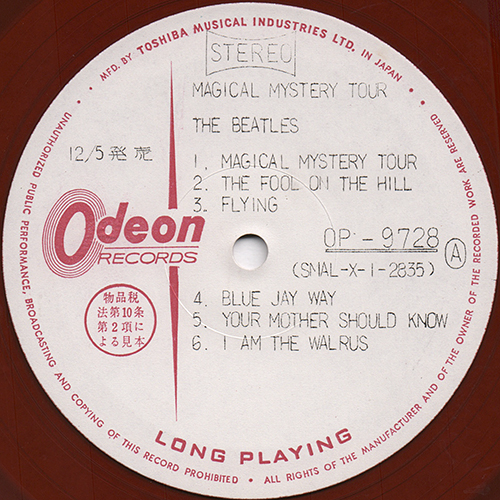 • MFD. BY TOSHIBA MUSICAL INDUSTRIES LTD. IN JAPAN •
STEREO
MAGICAL MYSTERY TOUR
THE BEATLES
12/5発売
1. MAGICAL MYSTERY TOUR
2. THE FOOL ON THE HILL
3. FLYING
Odeon
RECORDS
OP-9728 A
(SMAL-X-1-2835)
物品税
法第10条
第2項に
よる見本
4. BLUE JAY WAY
5. YOUR MOTHER SHOULD KNOW
6. I AM THE WALRUS
LONG PLAYING
UNAUTHORIZED PUBLIC PERFORMANCE, BROADCASTING AND COPYING OF THIS RECORD PROHIBITED • ALL RIGHTS OF THE MANUFACTURER AND OF THE OWNER OF THE RECORDED WORK ARE RESERVED